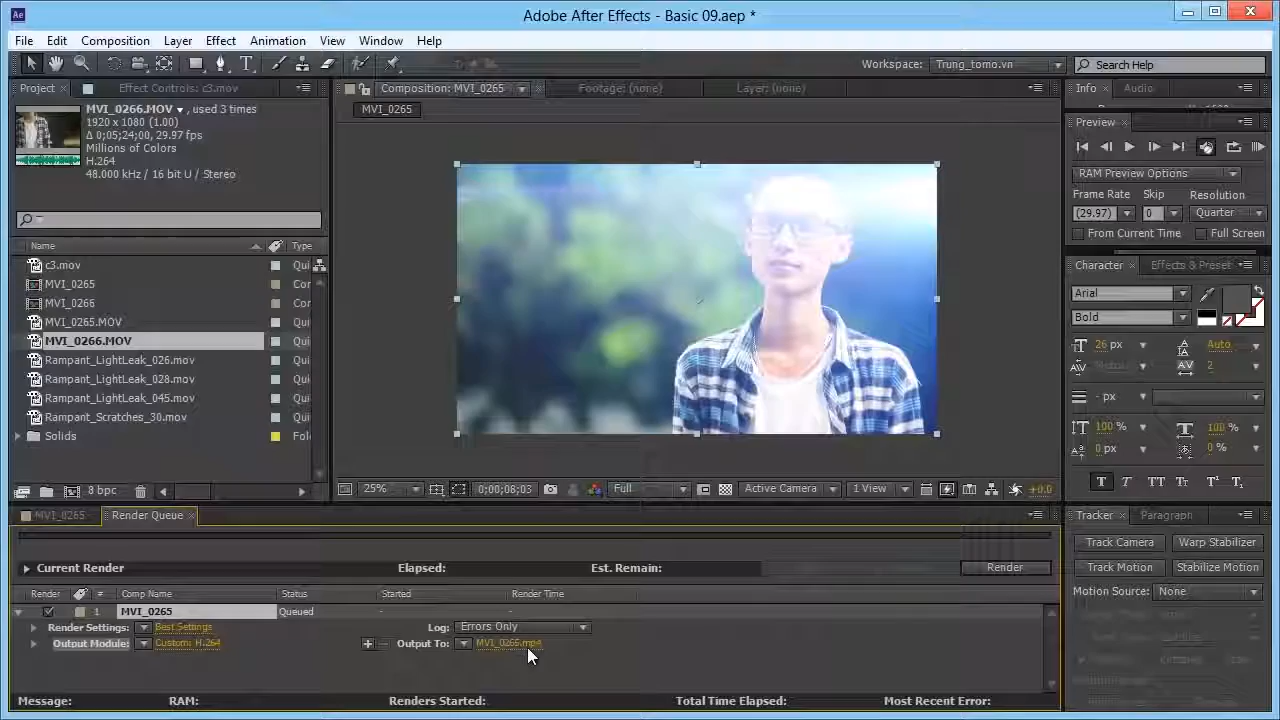 Ae Adobe After Effects - Basic 09.aep *
File Edit Composition Layer Effect Animation View Window Help
Workspace: Trung_tomo.vn Search Help
Project Effect Controls: c3.mov Composition: MVI_0265 Footage: (none) Layer: (none) Info Audio
MVI_0266.MOV , used 3 times
1920 x 1080 (1.00)
Δ 0;05;24;00, 29.97 fps
Millions of Colors
H.264
48.000 kHz / 16 bit U / Stereo
MVI_0265
Preview
RAM Preview Options
Frame Rate Skip Resolution
(29.97) 0 Quarter
From Current Time Full Screen
Name Type
c3.mov Qui
MVI_0265 Cor
MVI_0266 Cor
MVI_0265.MOV Qui
MVI_0266.MOV Qui
Rampant_LightLeak_026.mov Qui
Rampant_LightLeak_028.mov Qui
Rampant_LightLeak_045.mov Qui
Rampant_Scratches_30.mov Qui
Solids Fol
8 bpc
25% 0;00;08;03 Full Active Camera 1 View +0.0
Character Effects & Preset
Arial
Bold
26 px Auto
Metrics 2
- px
100 % 100 %
0 px 0 %
T T TT Tr T¹ T₁
MVI_0265 Render Queue
Current Render Elapsed: Est. Remain: Render
Render # Comp Name Status Started Render Time
1 MVI_0265 Queued - -
Render Settings: Best Settings Log: Errors Only
Output Module: Custom: H.264 Output To: MVI_0265.mp4
Message: RAM: Renders Started: Total Time Elapsed: Most Recent Error:
Tracker Paragraph
Track Camera Warp Stabilizer
Track Motion Stabilize Motion
Motion Source: None